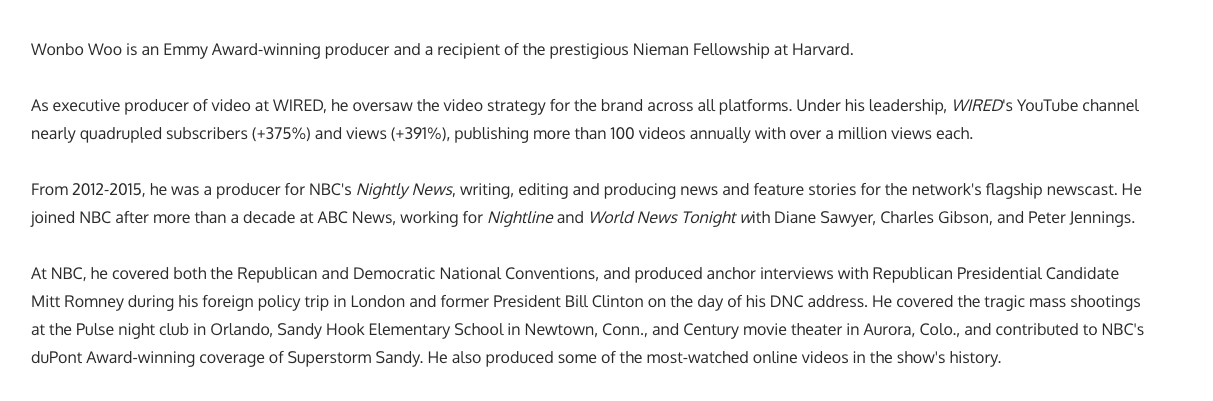 Wonbo Woo is an Emmy Award-winning producer and a recipient of the prestigious Nieman Fellowship at Harvard.
As executive producer of video at WIRED, he oversaw the video strategy for the brand across all platforms. Under his leadership, WIRED's YouTube channel
nearly quadrupled subscribers (+375%) and views (+391%), publishing more than 100 videos annually with over a million views each.
From 2012-2015, he was a producer for NBC's Nightly News, writing, editing and producing news and feature stories for the network's flagship newscast. He
joined NBC after more than a decade at ABC News, working for Nightline and World News Tonight with Diane Sawyer, Charles Gibson, and Peter Jennings.
At NBC, he covered both the Republican and Democratic National Conventions, and produced anchor interviews with Republican Presidential Candidate
Mitt Romney during his foreign policy trip in London and former President Bill Clinton on the day of his DNC address. He covered the tragic mass shootings
at the Pulse night club in Orlando, Sandy Hook Elementary School in Newtown, Conn., and Century movie theater in Aurora, Colo., and contributed to NBC's
duPont Award-winning coverage of Superstorm Sandy. He also produced some of the most-watched online videos in the show's history.